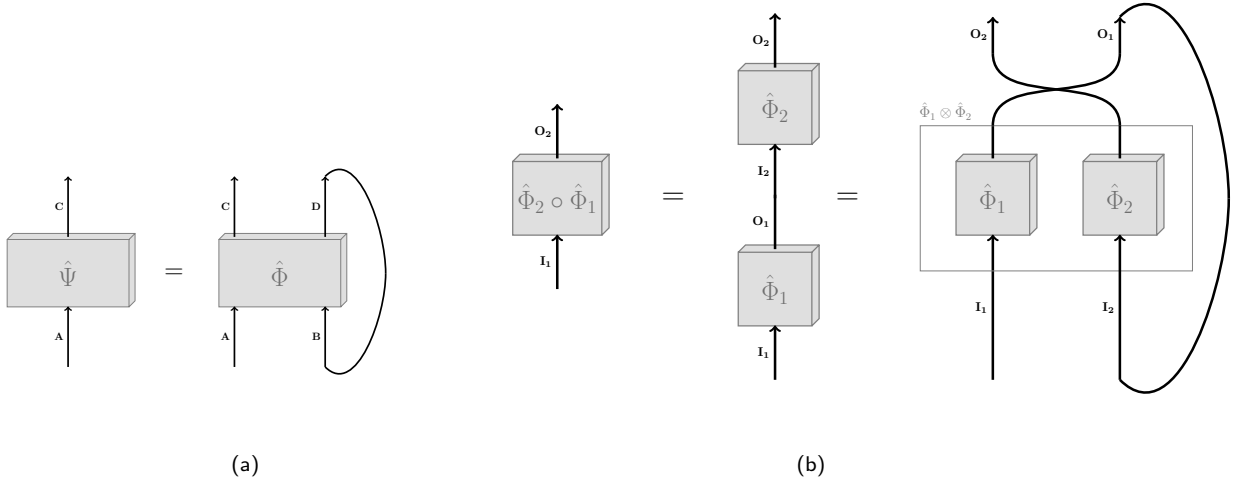 C
Ψ̂
A
=
C
D
Φ̂
A
B
(a)
O₂
Φ̂₂ ∘ Φ̂₁
I₁
=
O₂
Φ̂₂
I₂
O₁
Φ̂₁
I₁
=
O₂
O₁
Φ̂₁ ⊗ Φ̂₂
Φ̂₁
Φ̂₂
I₁
I₂
(b)